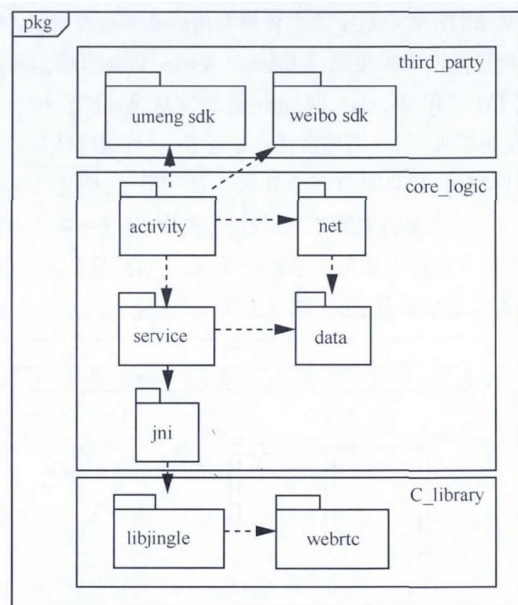 pkg
third_party
umeng sdk
weibo sdk
core_logic
activity
net
service
data
jni
C_library
libjingle
webrtc